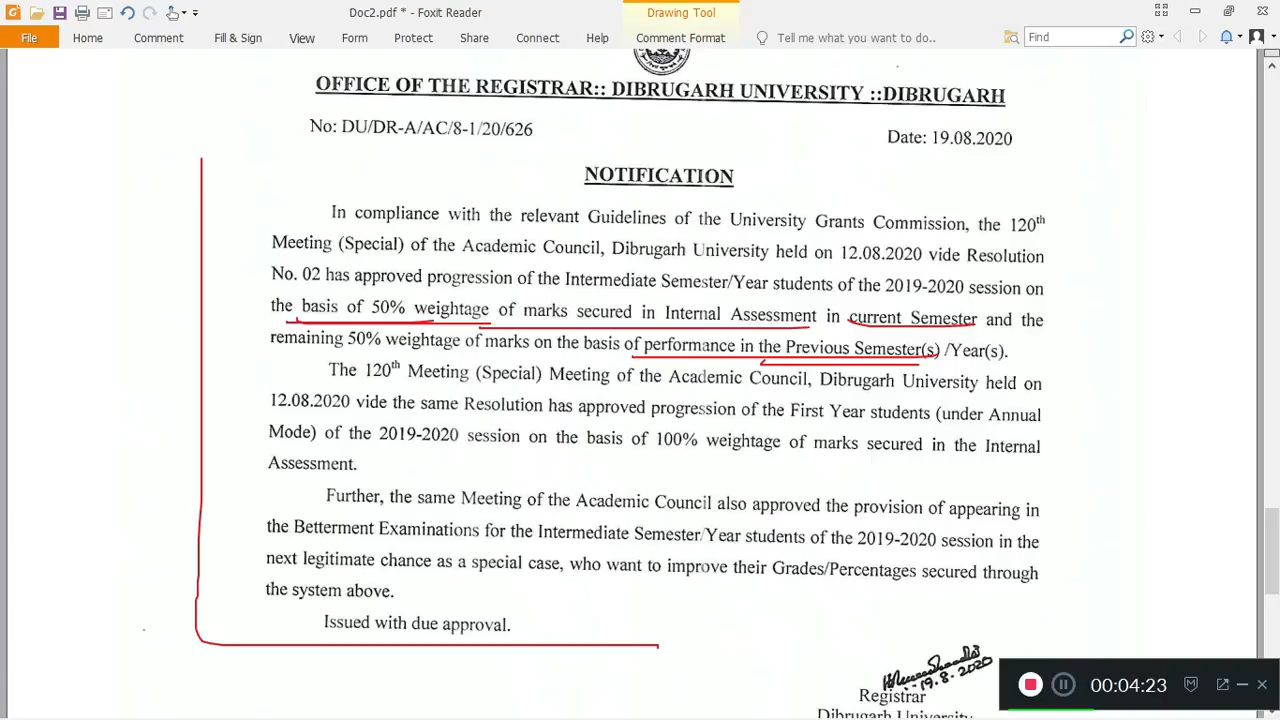 Doc2.pdf * - Foxit Reader
Drawing Tool
File
Home
Comment
Fill & Sign
View
Form
Protect
Share
Connect
Help
Comment Format
Tell me what you want to do..
Find
OFFICE OF THE REGISTRAR:: DIBRUGARH UNIVERSITY ::DIBRUGARH
No: DU/DR-A/AC/8-1/20/626
Date: 19.08.2020
NOTIFICATION
In compliance with the relevant Guidelines of the University Grants Commission, the 120th
Meeting (Special) of the Academic Council, Dibrugarh University held on 12.08.2020 vide Resolution
No. 02 has approved progression of the Intermediate Semester/Year students of the 2019-2020 session on
the basis of 50% weightage of marks secured in Internal Assessment in current Semester and the
remaining 50% weightage of marks on the basis of performance in the Previous Semester(s) /Year(s).
The 120th Meeting (Special) Meeting of the Academic Council, Dibrugarh University held on
12.08.2020 vide the same Resolution has approved progression of the First Year students (under Annual
Mode) of the 2019-2020 session on the basis of 100% weightage of marks secured in the Internal
Assessment.
Further, the same Meeting of the Academic Council also approved the provision of appearing in
the Betterment Examinations for the Intermediate Semester/Year students of the 2019-2020 session in the
next legitimate chance as a special case, who want to improve their Grades/Percentages secured through
the system above.
Issued with due approval.
19.8.2020
Registrar
Dibrugarh University
00:04:23